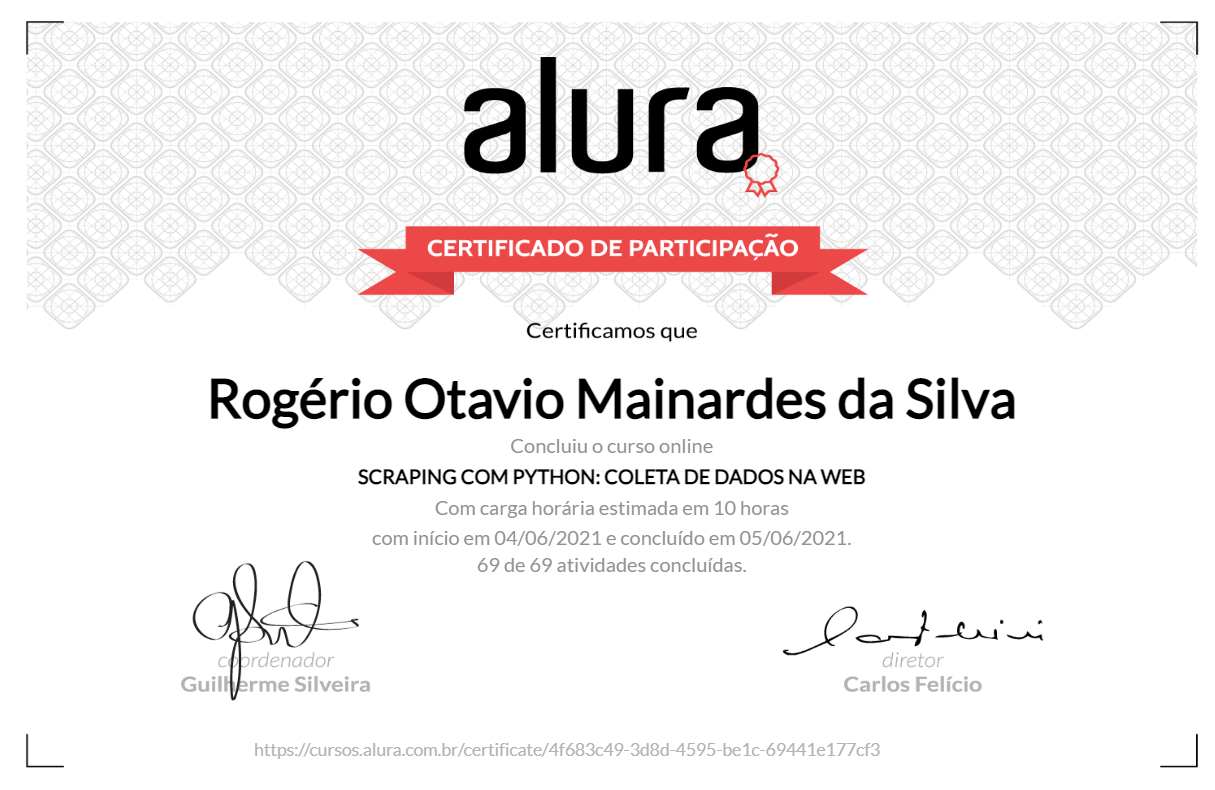 alura
CERTIFICADO DE PARTICIPAÇÃO
Certificamos que
Rogério Otavio Mainardes da Silva
Concluiu o curso online
SCRAPING COM PYTHON: COLETA DE DADOS NA WEB
Com carga horária estimada em 10 horas
com início em 04/06/2021 e concluído em 05/06/2021.
69 de 69 atividades concluídas.
coordenador
Guilherme Silveira
diretor
Carlos Felício
https://cursos.alura.com.br/certificate/4f683c49-3d8d-4595-be1c-69441e177cf3